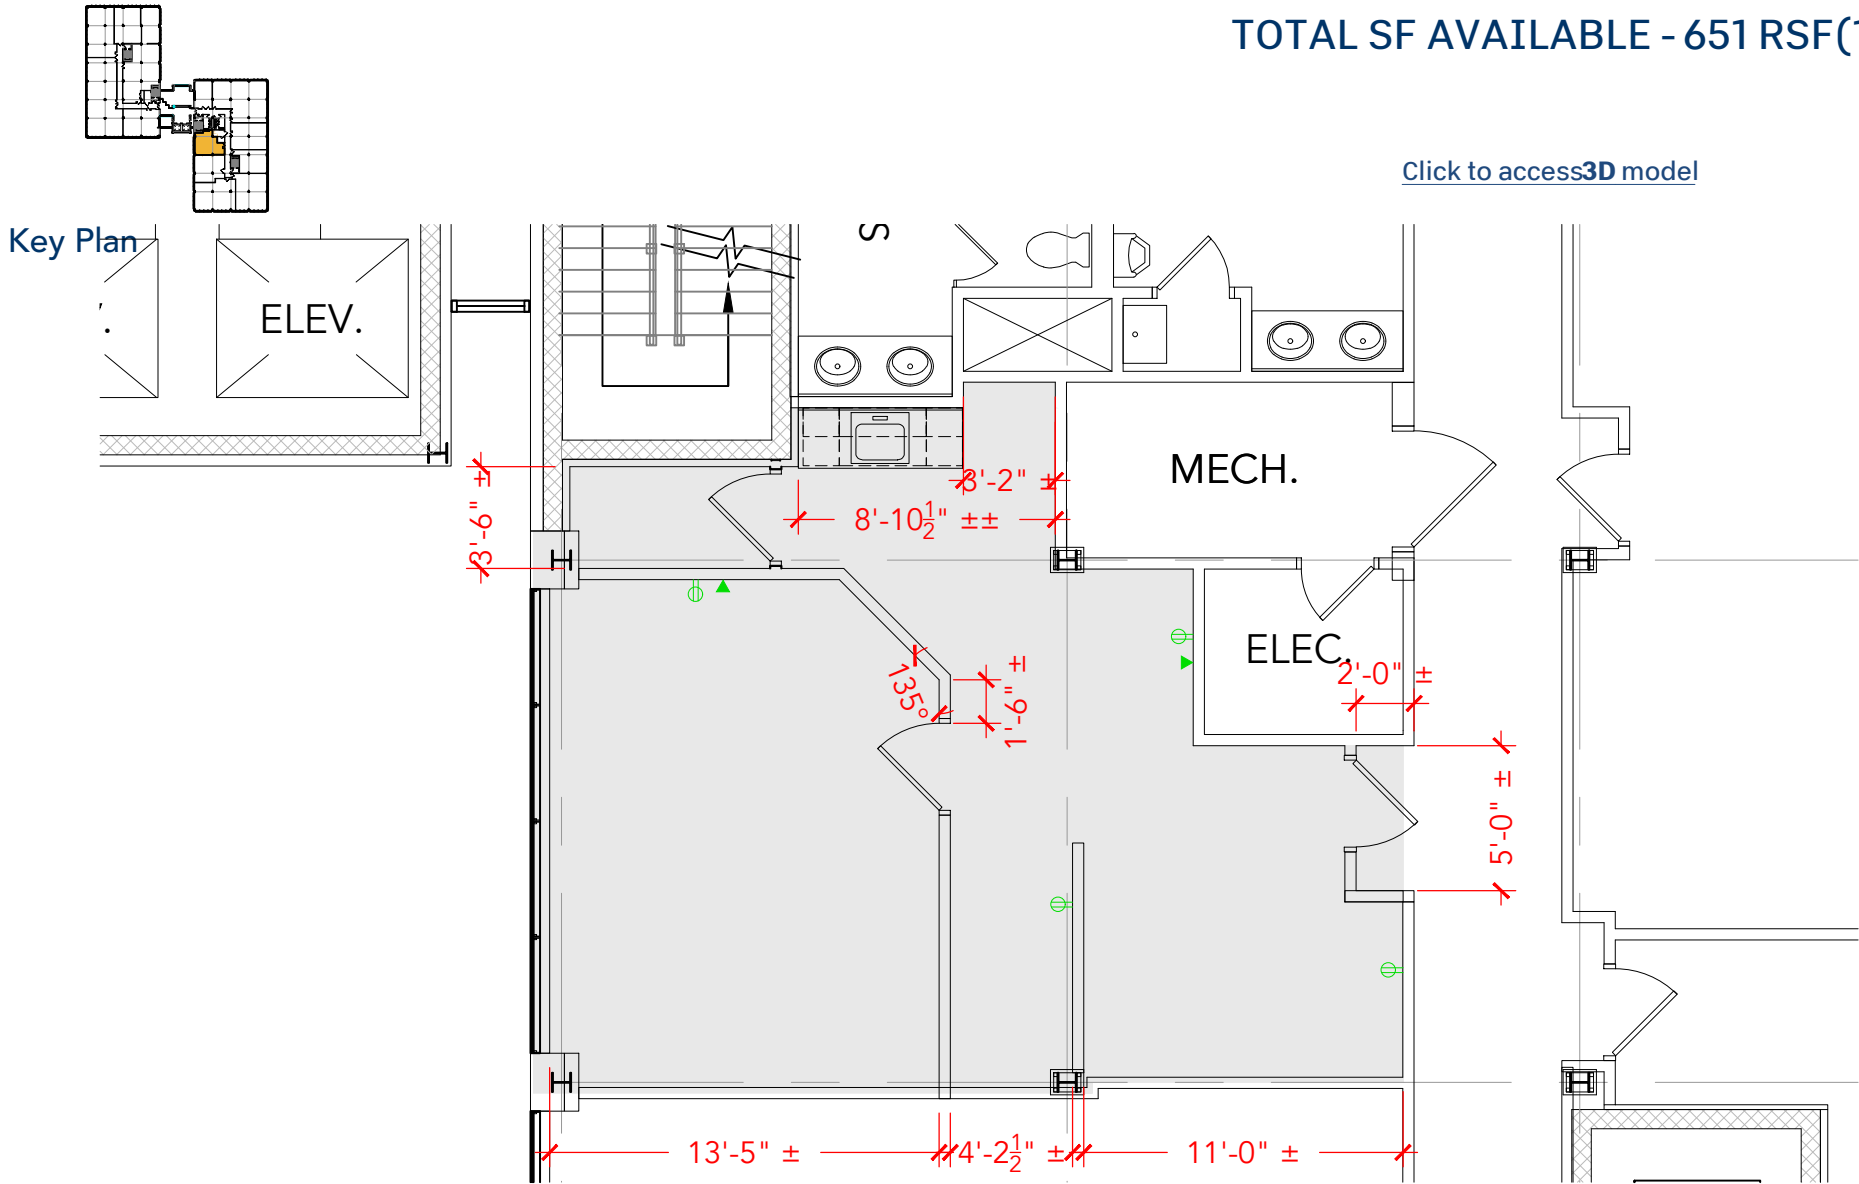 TOTAL SF AVAILABLE - 651 RSF(
Click to access3D model
Key Plan
S
ELEV.
MECH.
3'-2" ±
3'-6" ±
8'-10½" ±±
ELEC.
2'-0" ±
135°
1'-6" ±
5'-0" ±
13'-5" ±
4'-2½" ±
11'-0" ±